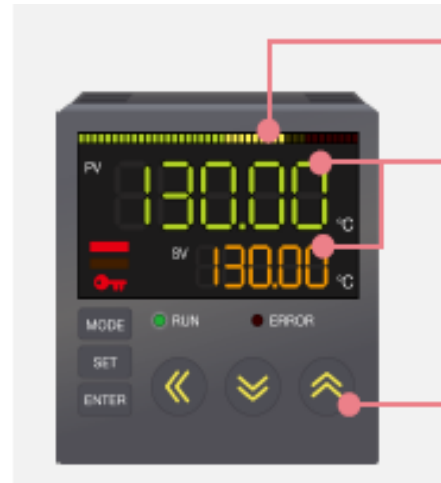 PV
130.00 °C
SV
130.00 °C
MODE
RUN
ERROR
SET
ENTER